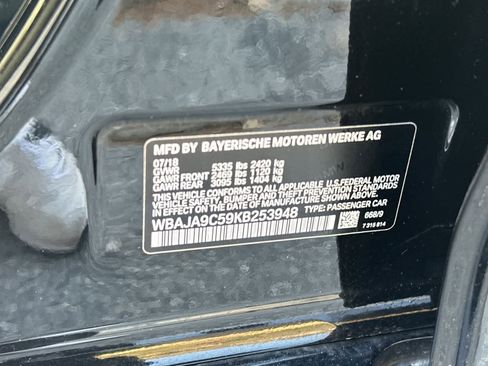 MFD BY BAYERISCHE MOTOREN WERKE AG
07/18
GVWR 5335 lbs 2420 kg
GAWR FRONT 2469 lbs 1120 kg
GAWR REAR 3095 lbs 1404 kg
THIS VEHICLE CONFORMS TO ALL APPLICABLE U.S. FEDERAL MOTOR
VEHICLE SAFETY, BUMPER AND THEFT PREVENTION STANDARDS
IN EFFECT ON THE DATE OF MANUFACTURE SHOWN ABOVE.
WBAJA9C59KB253948 TYPE: PASSENGER CAR
668/9
7 315 914